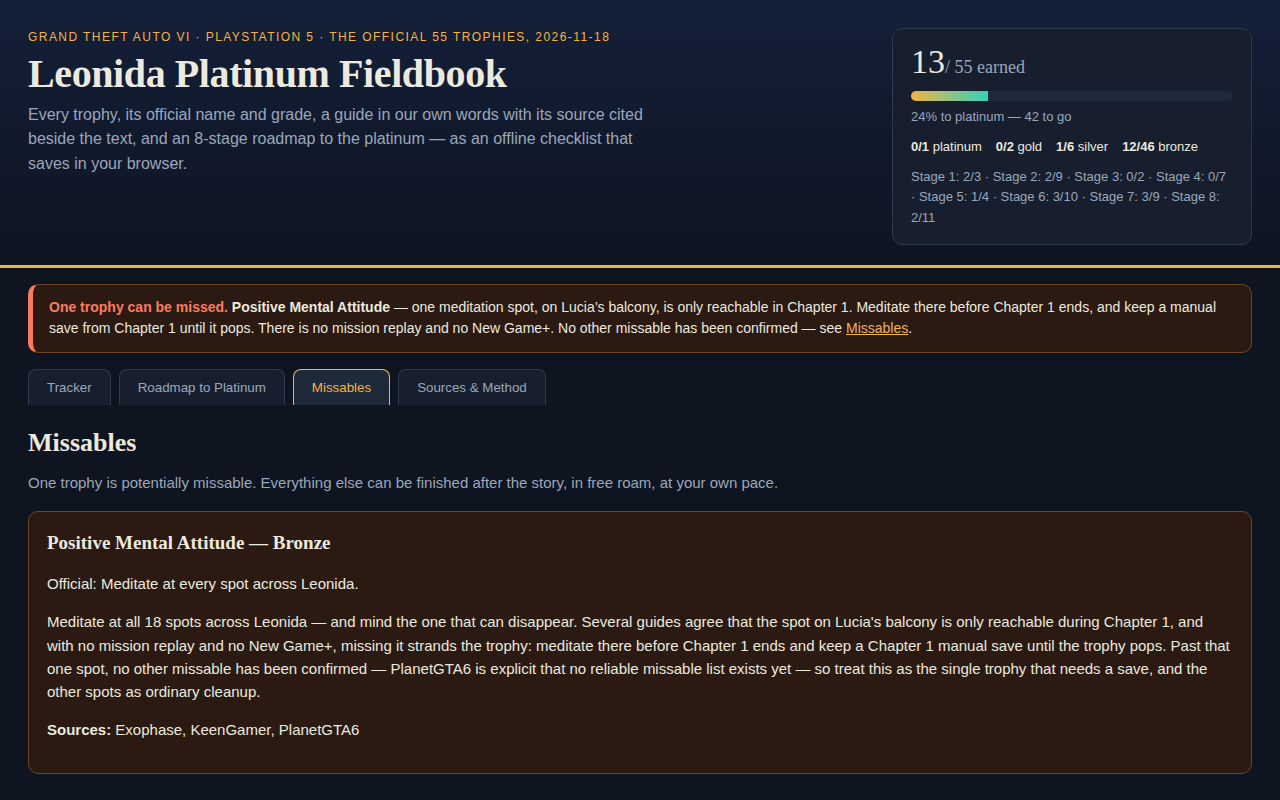 GRAND THEFT AUTO VI · PLAYSTATION 5 · THE OFFICIAL 55 TROPHIES, 2026-11-18
Leonida Platinum Fieldbook
Every trophy, its official name and grade, a guide in our own words with its source cited
beside the text, and an 8-stage roadmap to the platinum — as an offline checklist that
saves in your browser.
13/ 55 earned
24% to platinum — 42 to go
0/1 platinum 0/2 gold 1/6 silver 12/46 bronze
Stage 1: 2/3 · Stage 2: 2/9 · Stage 3: 0/2 · Stage 4: 0/7
· Stage 5: 1/4 · Stage 6: 3/10 · Stage 7: 3/9 · Stage 8:
2/11
One trophy can be missed. Positive Mental Attitude — one meditation spot, on Lucia's balcony, is only reachable in Chapter 1. Meditate there before Chapter 1 ends, and keep a manual
save from Chapter 1 until it pops. There is no mission replay and no New Game+. No other missable has been confirmed — see Missables.
Tracker
Roadmap to Platinum
Missables
Sources & Method
Missables
One trophy is potentially missable. Everything else can be finished after the story, in free roam, at your own pace.
Positive Mental Attitude — Bronze
Official: Meditate at every spot across Leonida.
Meditate at all 18 spots across Leonida — and mind the one that can disappear. Several guides agree that the spot on Lucia's balcony is only reachable during Chapter 1, and
with no mission replay and no New Game+, missing it strands the trophy: meditate there before Chapter 1 ends and keep a Chapter 1 manual save until the trophy pops. Past that
one spot, no other missable has been confirmed — PlanetGTA6 is explicit that no reliable missable list exists yet — so treat this as the single trophy that needs a save, and the
other spots as ordinary cleanup.
Sources: Exophase, KeenGamer, PlanetGTA6